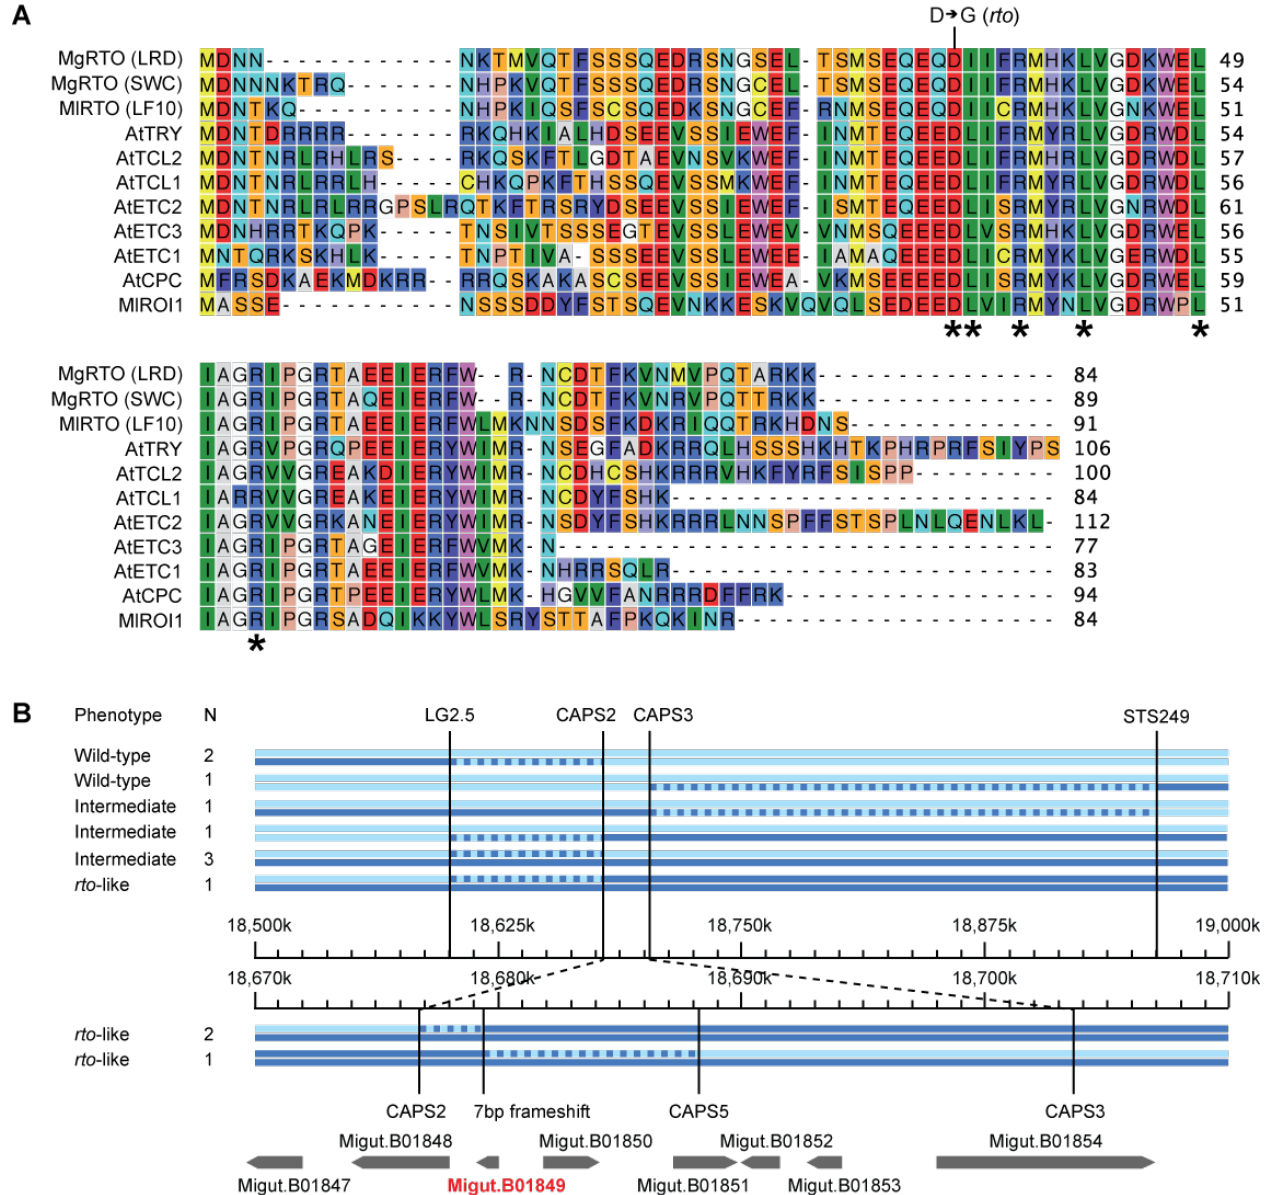 A
D➔G (rto)
MgRTO (LRD) MDNN------------NKTMVQTFSSSQEDRSNGSEL-TSMSEQEQDIIFRMHKLVGDKWEL 49
MgRTO (SWC) MDNNNKTRQ-------NHPKVQTFSSSQEDRSNGCEL-TSMSEQEQDIIFRMHKLVGDKWEL 54
MlRTO (LF10) MDNTKQ----------NHPKIQSFSCSQEDKSNGCEF-RNMSEQEQDIICRMHKLVGNKWEL 51
AtTRY MDNTDRRRR-------RKQHKIALHDSEEVSSIEWEF-INMTEQEEDLIFRMYRLVGDRWDL 54
AtTCL2 MDNTNRLRHLRS----RKQSKFTLGDTAEVNSVKWEF-INMTEQEEDLIFRMHRLVGDRWDL 57
AtTCL1 MDNTNRLRRLH-----CHKQPKFTHSSQEVSSMKWEF-INMTEQEEDLIFRMYRLVGDRWDL 56
AtETC2 MDNTNRLRLRRGPSLRQTKFTRSRYDSEEVSSIEWEF-ISMTEQEEDLISRMYRLVGNRWDL 61
AtETC3 MDNHRRTKQPK-----TNSIVTSSSEGTEVSSLEWEV-VNMSQEEEDLVSRMHKLVGDRWEL 56
AtETC1 MNTQRKSKHLK-----TNPTIVA-SSSEEVSSLEWEE-IAMAQEEEDLICRMYKLVGERWDL 55
AtCPC MFRSDKAEKMDKRR--RRQSKAKASCSEEVSSIEWEA-VKMSEEEEDLISRMYKLVGDRWEL 59
MlROI1 MASSE-----------NSSSDDYFSTSQEVNKKESKVQVQLSEDEEEDLVIRMYNLVGDRWPL 51
* * * * *
MgRTO (LRD) IAGRIPGRTAEEIERFW--R-NCDTFKVNMVPQTARKK--------------- 84
MgRTO (SWC) IAGRIPGRTAQEIERFW--R-NCDTFKVNRVPQTTRKK--------------- 89
MlRTO (LF10) IAGRIPGRTAEEIERFWLMKNNSDSFKDKRIQQTRKHDNS------------- 91
AtTRY IAGRVPGRQPEEIERYWIMR-NSEGFADKRRQLHSSSHKHTKPHRPRFSIYPS 106
AtTCL2 IAGRVVGREAKDIERYWIMR-NCDHCSHKRRRVHKFYRFSISPP--------- 100
AtTCL1 IARRVVGREAKEIERYWIMR-NCDYFSHK------------------------ 84
AtETC2 IAGRVVGRKANEIERYWIMR-NSDYFSHKRRRLNNSPFFSTSPLNLQENLKL- 112
AtETC3 IAGRIPGRTAGEIERFWVMK-N------------------------------- 77
AtETC1 IAGRIPGRTAEEIERFWVMK-NHRRSQLR------------------------ 83
AtCPC IAGRIPGRTPEEIERYWLMK-HGVVFANRRRDFFRK----------------- 94
MlROI1 IAGRIPGRSADQIKKYWLSRYSTTAFPKQKINR-------------------- 84
*
B
Phenotype N LG2.5 CAPS2 CAPS3 STS249
Wild-type 2
Wild-type 1
Intermediate 1
Intermediate 1
Intermediate 3
rto-like 1
18,500k 18,625k 18,750k 18,875k 19,000k
18,670k 18,680k 18,690k 18,700k 18,710k
rto-like 2
rto-like 1
CAPS2 7bp frameshift CAPS5 CAPS3
Migut.B01848 Migut.B01850 Migut.B01852 Migut.B01854
Migut.B01847 Migut.B01849 Migut.B01851 Migut.B01853